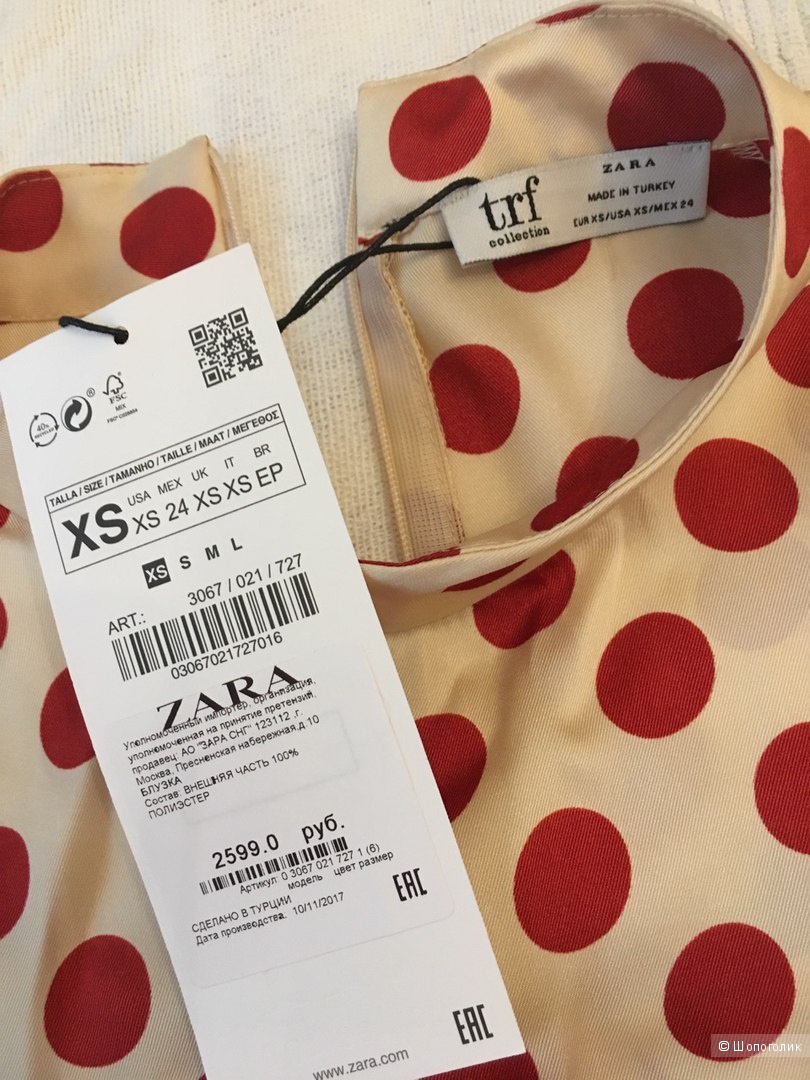 ZARA
trf
collection
MADE IN TURKEY
EUR XS/USA XS/MEX 24
40%
RECYCLED
®
FSC
MIX
TALLA / SIZE / TAMANHO / TAILLE / MAAT / ΜΕΓΕΘΟΣ
USA MEX UK IT BR
XS XS 24 XS XS EP
XS S M L
ART.: 3067 / 021 / 727
03067021727016
ZARA
Уполномоченный импортер, организация,
уполномоченная на принятие претензий,
продавец: АО "ЗАРА СНГ" 123112 ,г.
Москва, Пресненская набережная,д 10
БЛУЗКА
Состав: ВНЕШНЯЯ ЧАСТЬ 100%
ПОЛИЭСТЕР
2599.0 руб.
Артикул 0 3067 021 727 1 (6)
модель цвет размер
СДЕЛАНО В ТУРЦИИ
Дата производства: 10/11/2017
EAC
EAC
www.zara.com
© Шопоголик